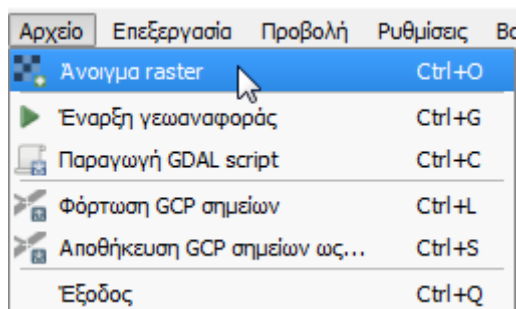 Αρχείο Επεξεργασία Προβολή Ρυθμίσεις
Άνοιγμα raster Ctrl+O
Έναρξη γεωαναφοράς Ctrl+G
Παραγωγή GDAL script Ctrl+C
Φόρτωση GCP σημείων Ctrl+L
Αποθήκευση GCP σημείων ως... Ctrl+S
Έξοδος Ctrl+Q